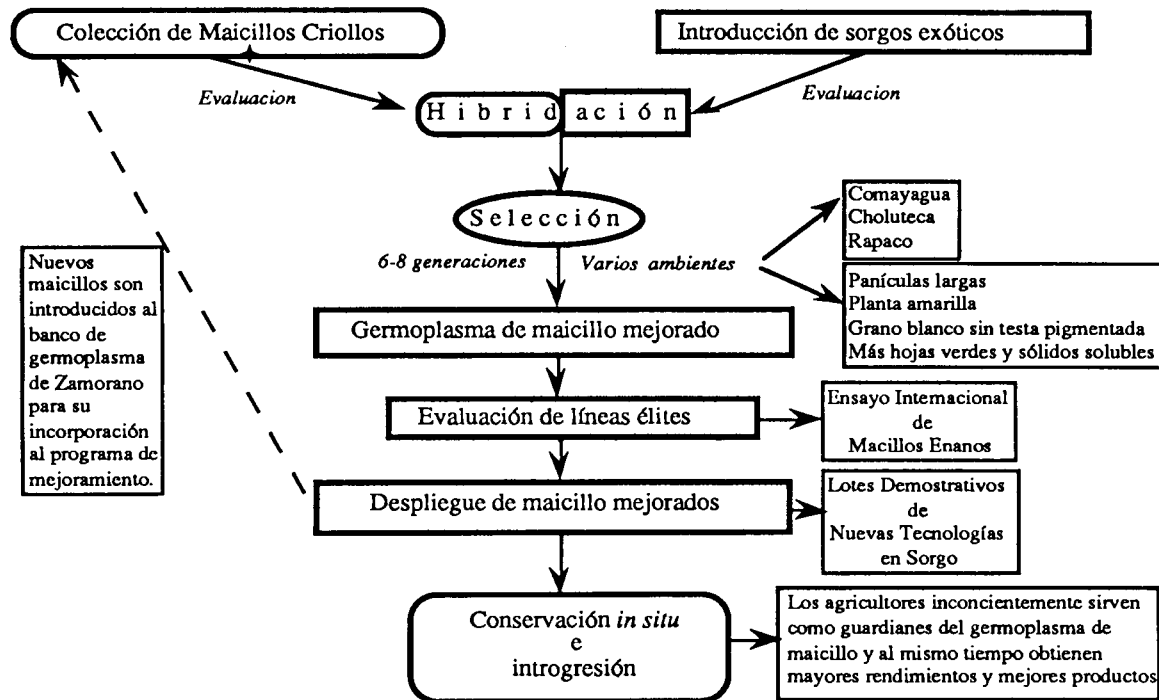 Colección de Maicillos Criollos
Introducción de sorgos exóticos
Evaluacion
Evaluacion
Hibridación
Selección
6-8 generaciones
Varios ambientes
Comayagua
Choluteca
Rapaco
Panículas largas
Planta amarilla
Grano blanco sin testa pigmentada
Más hojas verdes y sólidos solubles
Nuevos
maicillos son
introducidos al
banco de
germoplasma
de Zamorano
para su
incorporación
al programa de
mejoramiento.
Germoplasma de maicillo mejorado
Evaluación de líneas élites
Ensayo Internacional
de
Macillos Enanos
Despliegue de maicillo mejorados
Lotes Demostrativos
de
Nuevas Tecnologías
en Sorgo
Conservación in situ
e
introgresión
Los agricultores inconcientemente sirven
como guardianes del germoplasma de
maicillo y al mismo tiempo obtienen
mayores rendimientos y mejores productos